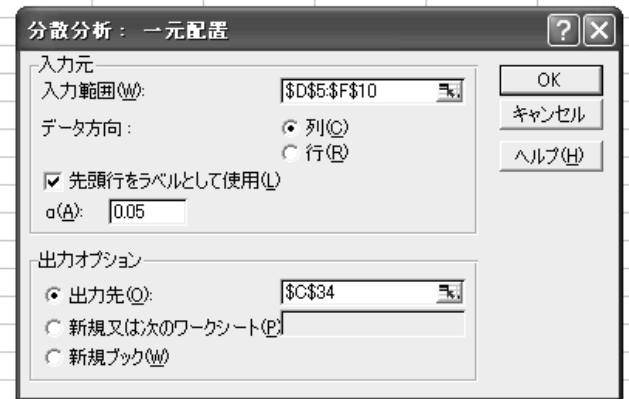 分散分析： 一元配置
入力元
入力範囲(W):
$D$5:$F$10
データ方向：
列(C)
行(R)
先頭行をラベルとして使用(L)
α(A):
0.05
OK
キャンセル
ヘルプ(H)
出力オプション
出力先(O):
$C$34
新規又は次のワークシート(P)
新規ブック(W)